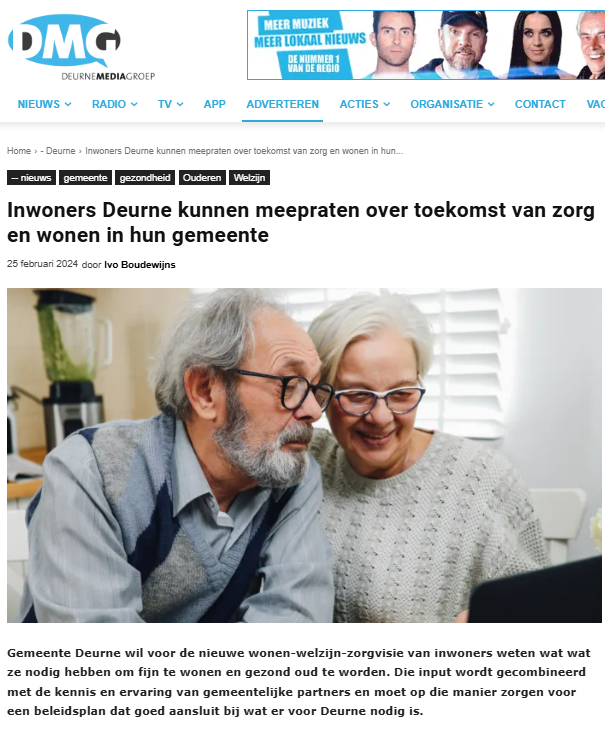 DMG
DEURNEMEDIAGROEP
MEER MUZIEK
MEER LOKAAL NIEUWS
DE NUMMER 1
VAN DE REGIO
NIEUWS RADIO TV APP ADVERTEREN ACTIES ORGANISATIE CONTACT VAC
Home › - Deurne › Inwoners Deurne kunnen meepraten over toekomst van zorg en wonen in hun...
-- nieuws gemeente gezondheid Ouderen Welzijn
Inwoners Deurne kunnen meepraten over toekomst van zorg
en wonen in hun gemeente
25 februari 2024 door Ivo Boudewijns
Gemeente Deurne wil voor de nieuwe wonen-welzijn-zorgvisie van inwoners weten wat wat
ze nodig hebben om fijn te wonen en gezond oud te worden. Die input wordt gecombineerd
met de kennis en ervaring van gemeentelijke partners en moet op die manier zorgen voor
een beleidsplan dat goed aansluit bij wat er voor Deurne nodig is.